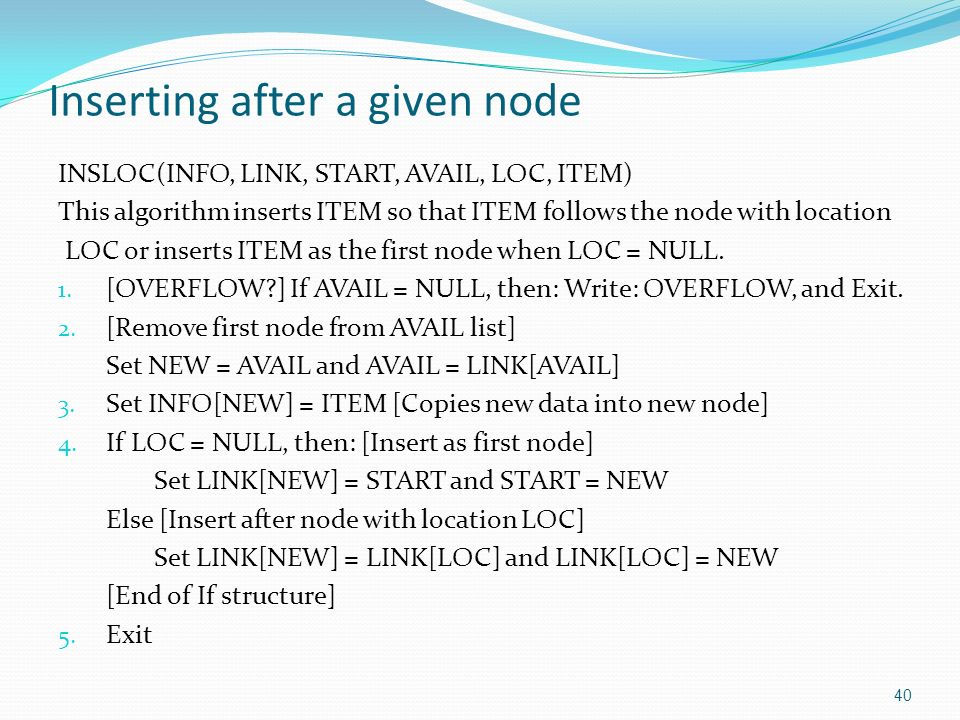 Inserting after a given node
INSLOC(INFO, LINK, START, AVAIL, LOC, ITEM)
This algorithm inserts ITEM so that ITEM follows the node with location
LOC or inserts ITEM as the first node when LOC = NULL.
1. [OVERFLOW?] If AVAIL = NULL, then: Write: OVERFLOW, and Exit.
2. [Remove first node from AVAIL list]
Set NEW = AVAIL and AVAIL = LINK[AVAIL]
3. Set INFO[NEW] = ITEM [Copies new data into new node]
4. If LOC = NULL, then: [Insert as first node]
Set LINK[NEW] = START and START = NEW
Else [Insert after node with location LOC]
Set LINK[NEW] = LINK[LOC] and LINK[LOC] = NEW
[End of If structure]
5. Exit
40